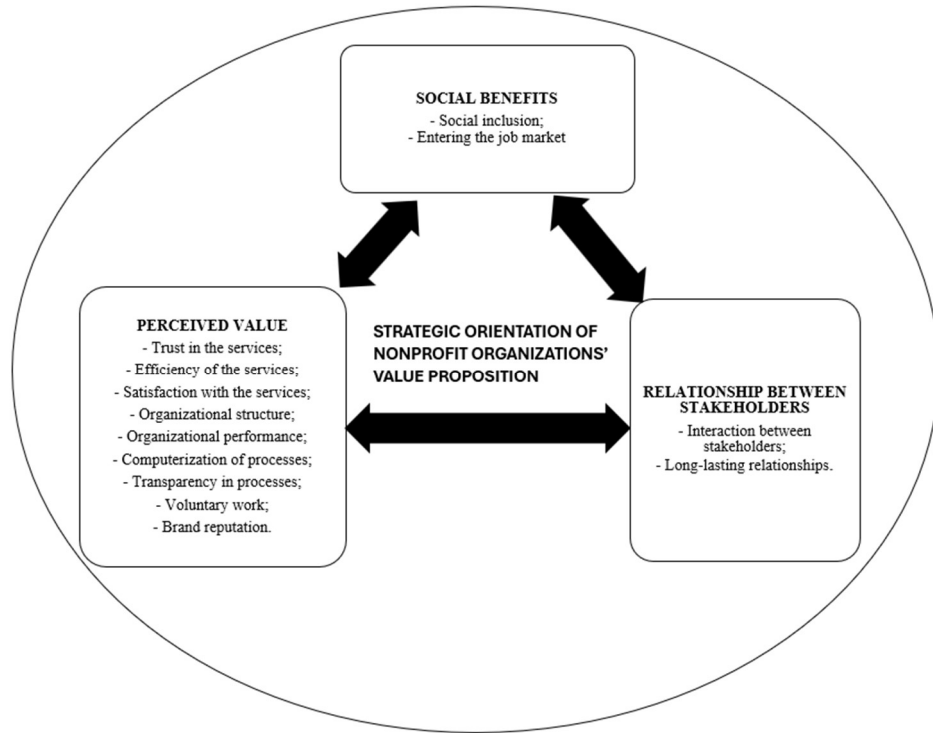 SOCIAL BENEFITS
- Social inclusion;
- Entering the job market
PERCEIVED VALUE
- Trust in the services;
- Efficiency of the services;
- Satisfaction with the services;
- Organizational structure;
- Organizational performance;
- Computerization of processes;
- Transparency in processes;
- Voluntary work;
- Brand reputation.
STRATEGIC ORIENTATION OF
NONPROFIT ORGANIZATIONS’
VALUE PROPOSITION
RELATIONSHIP BETWEEN
STAKEHOLDERS
- Interaction between
stakeholders;
- Long-lasting relationships.